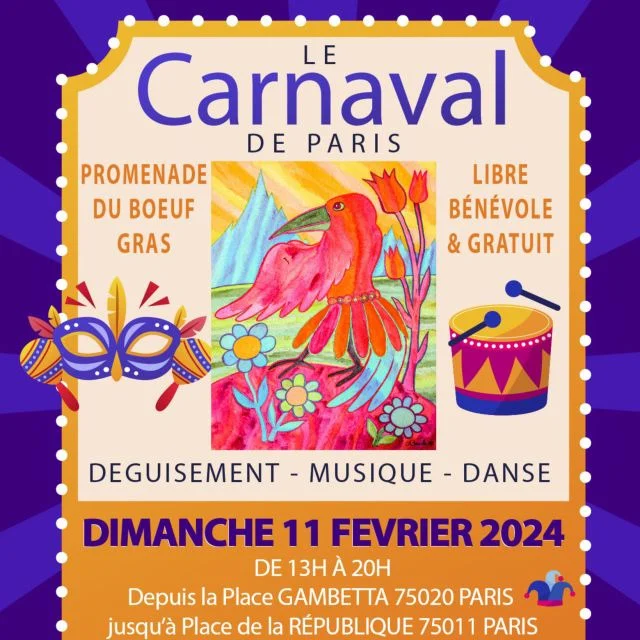 LE
Carnaval
DE PARIS
PROMENADE
DU BOEUF
GRAS
LIBRE
BÉNÉVOLE
& GRATUIT
DEGUISEMENT - MUSIQUE - DANSE
DIMANCHE 11 FEVRIER 2024
DE 13H À 20H
Depuis la Place GAMBETTA 75020 PARIS
jusqu'à Place de la RÉPUBLIQUE 75011 PARIS